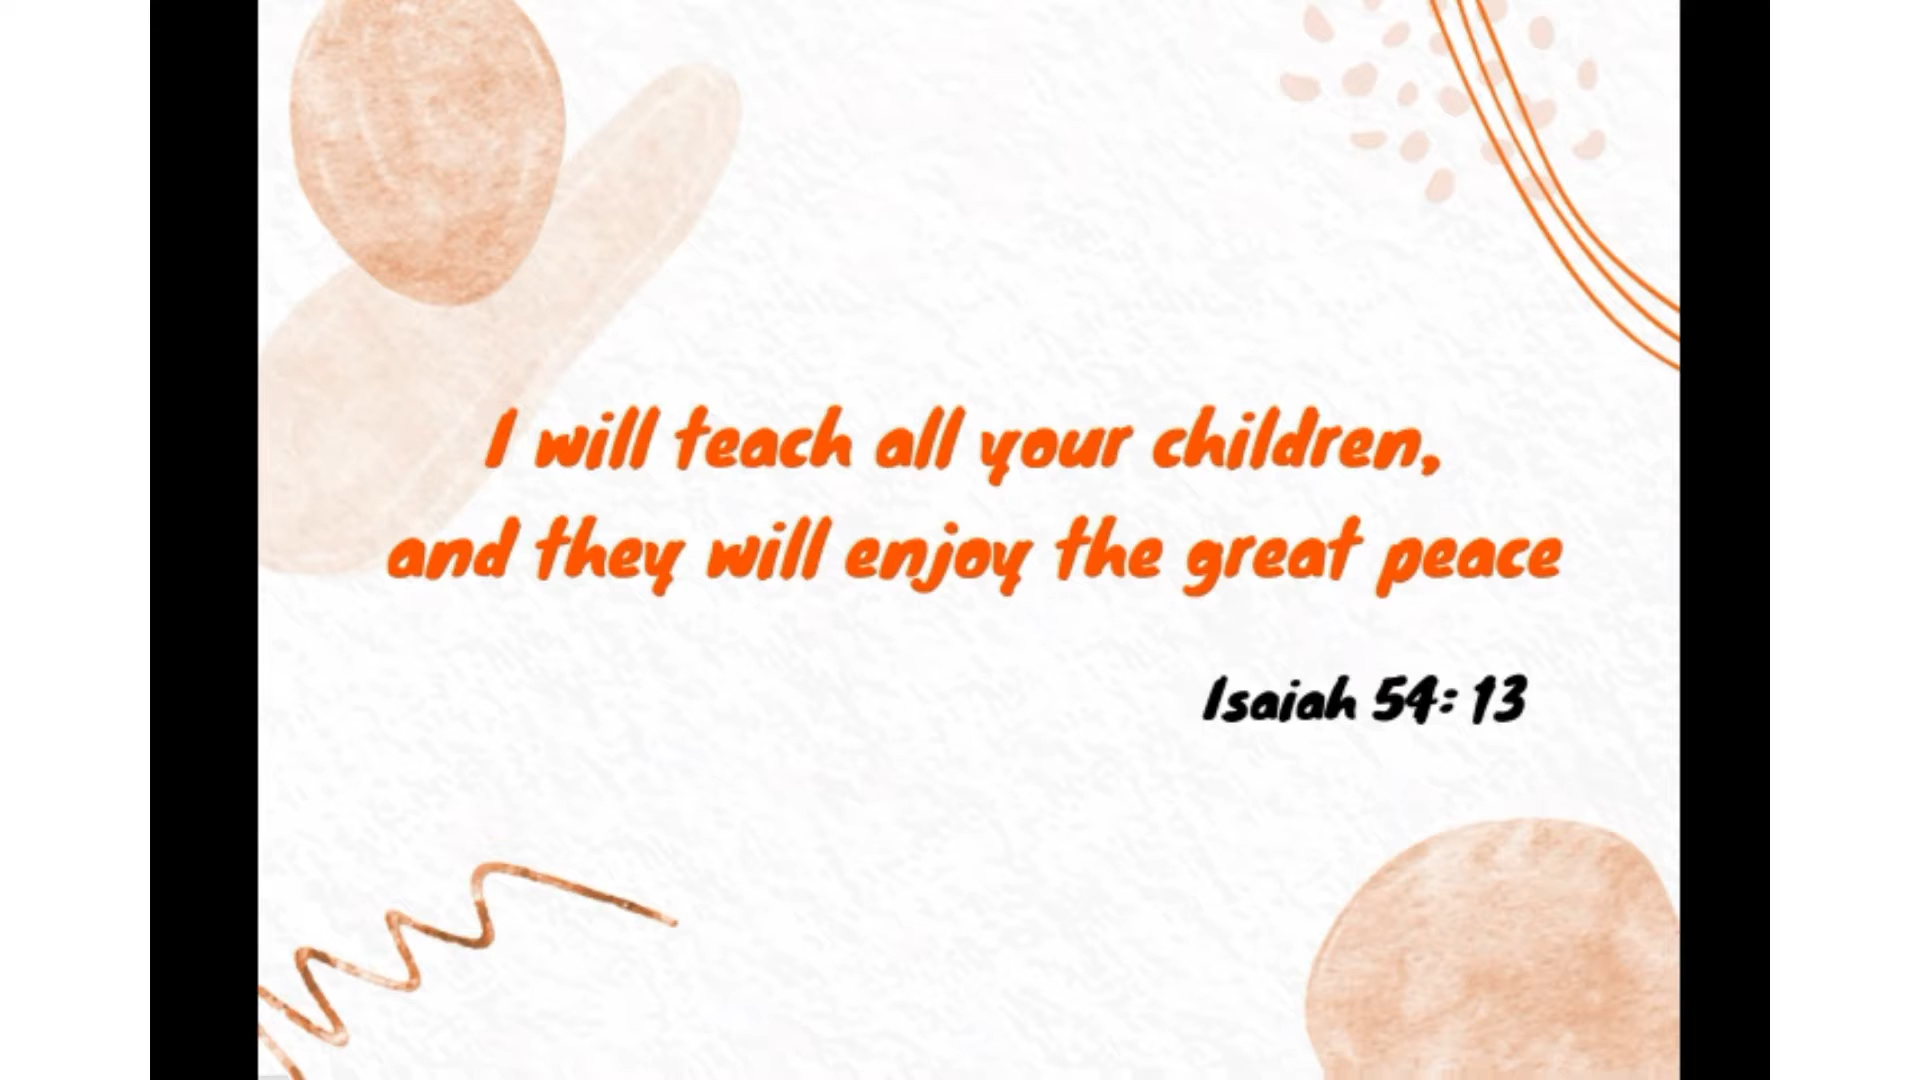 I will teach all your children,
and they will enjoy the great peace
Isaiah 54: 13